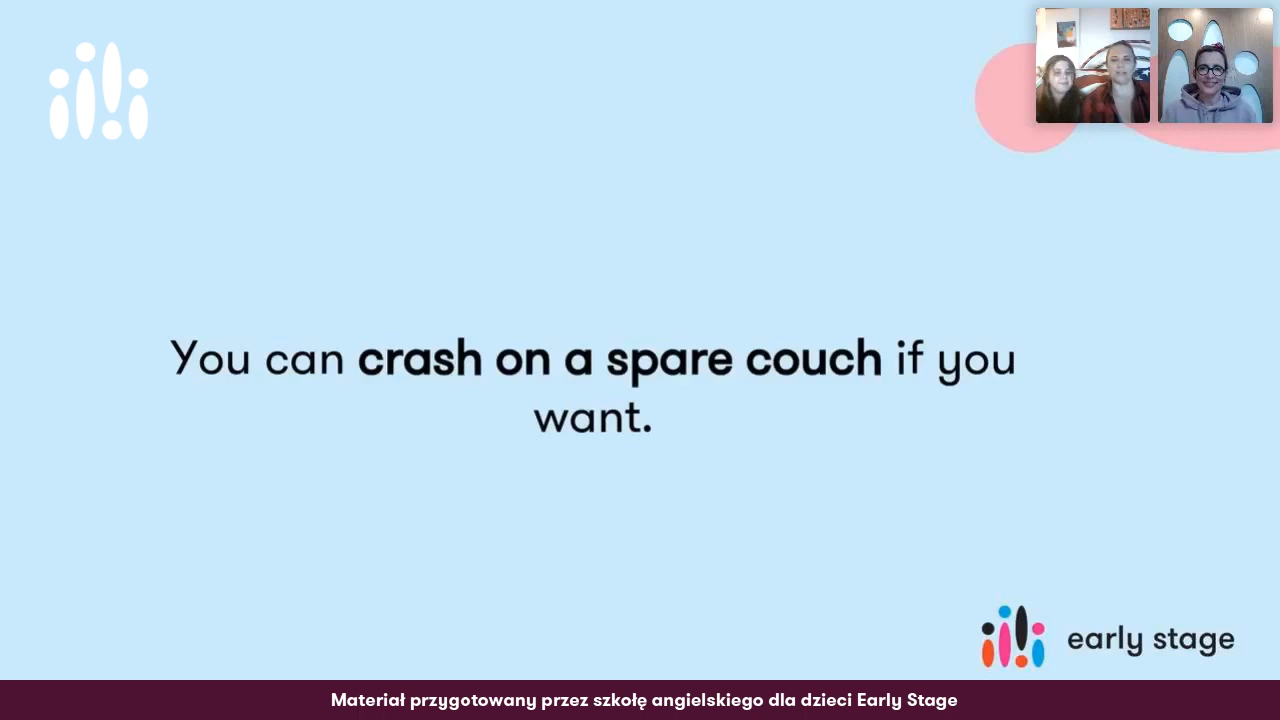 You can crash on a spare couch if you
want.
early stage
Materiał przygotowany przez szkołę angielskiego dla dzieci Early Stage